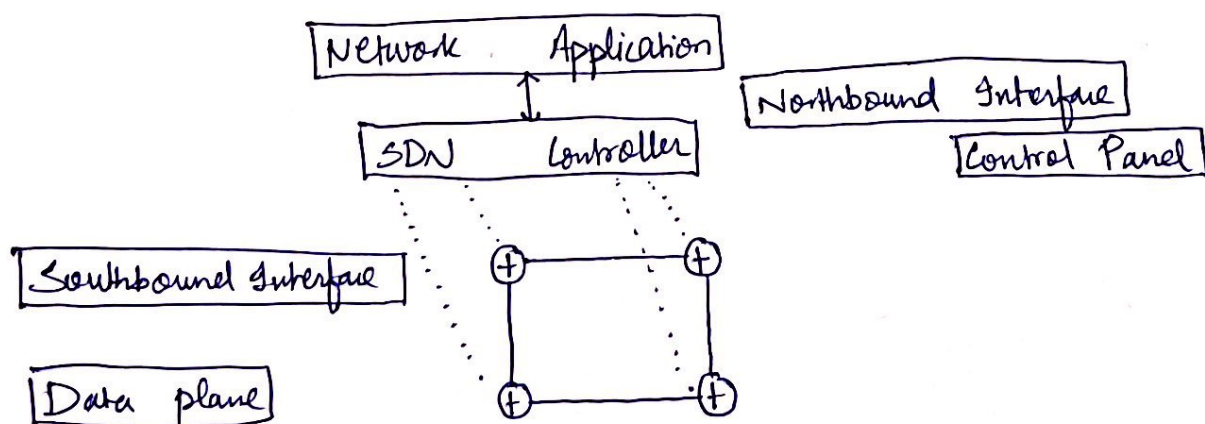 Network Application
Northbound Interface
SDN Controller
Control Panel
Southbound Interface
Data plane